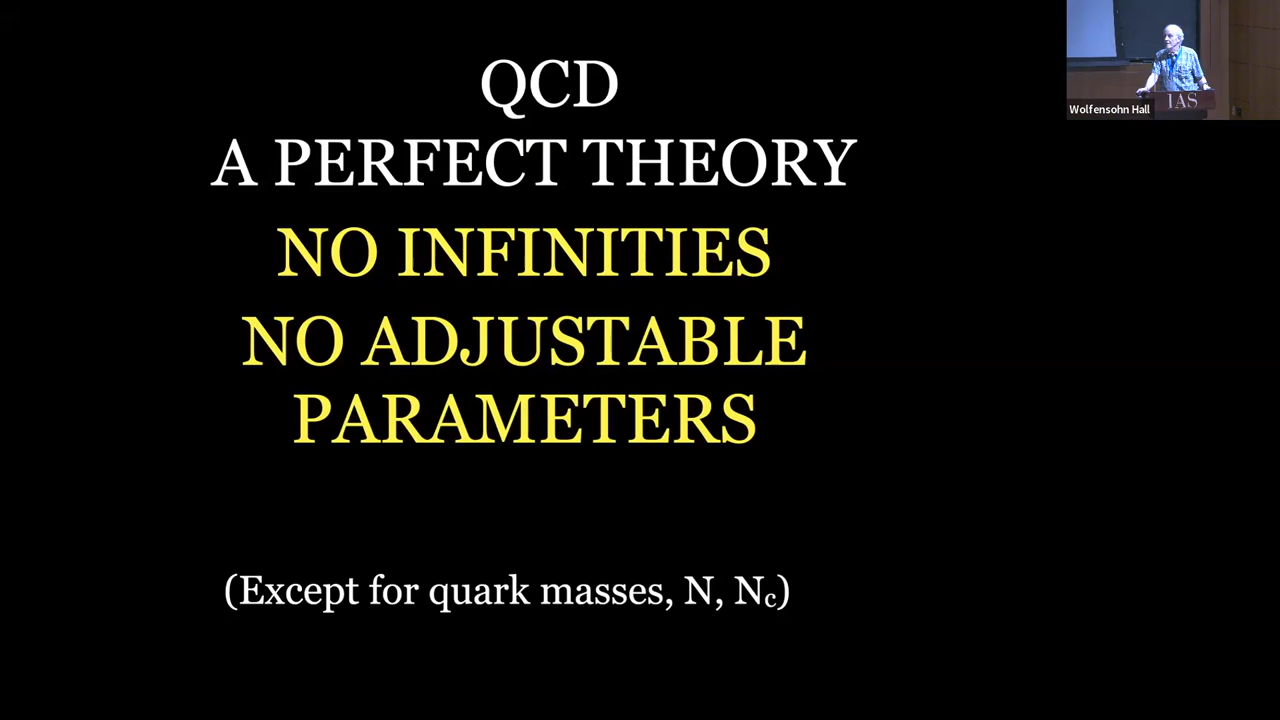 QCD
A PERFECT THEORY
NO INFINITIES
NO ADJUSTABLE
PARAMETERS
(Except for quark masses, N, Nc)
Wolfensohn Hall
IAS